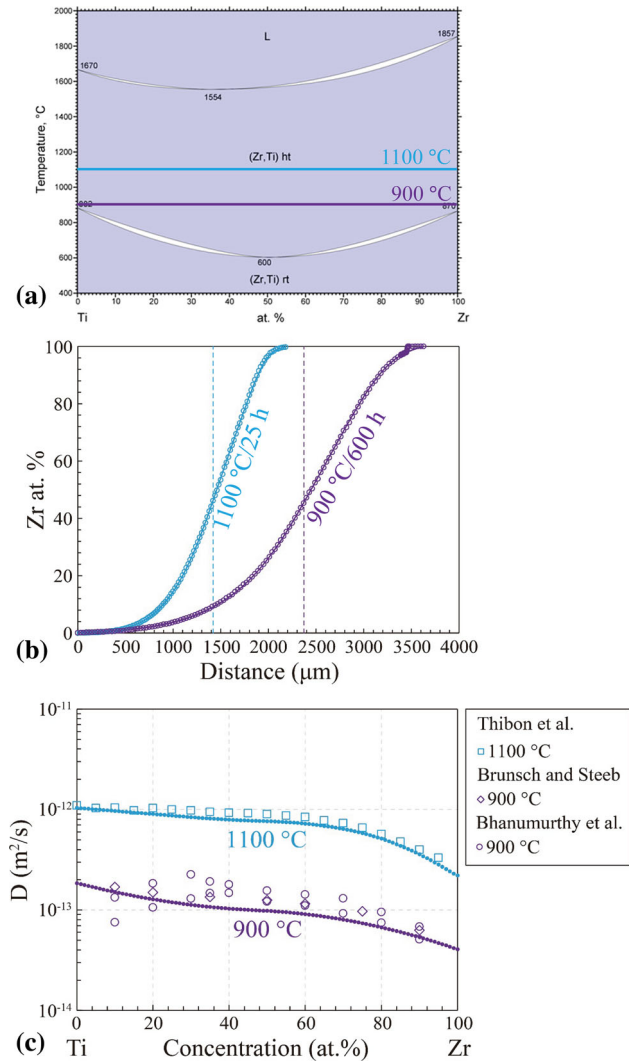 2000
1800
1600
1400
1200
1000
800
600
400
Temperature, °C
L
1670
1857
1554
(Zr,Ti) ht
1100 °C
900 °C
882
870
600
(Zr,Ti) rt
0 10 20 30 40 50 60 70 80 90 100
Ti at. % Zr
(a)
100
80
60
40
20
0
Zr at. %
1100 °C/25 h
900 °C/600 h
0 500 1000 1500 2000 2500 3000 3500 4000
Distance (μm)
(b)
10⁻¹¹
10⁻¹²
10⁻¹³
10⁻¹⁴
D (m²/s)
1100 °C
900 °C
0 20 40 60 80 100
Ti Concentration (at.%) Zr
(c)
Thibon et al.
1100 °C
Brunsch and Steeb
900 °C
Bhanumurthy et al.
900 °C